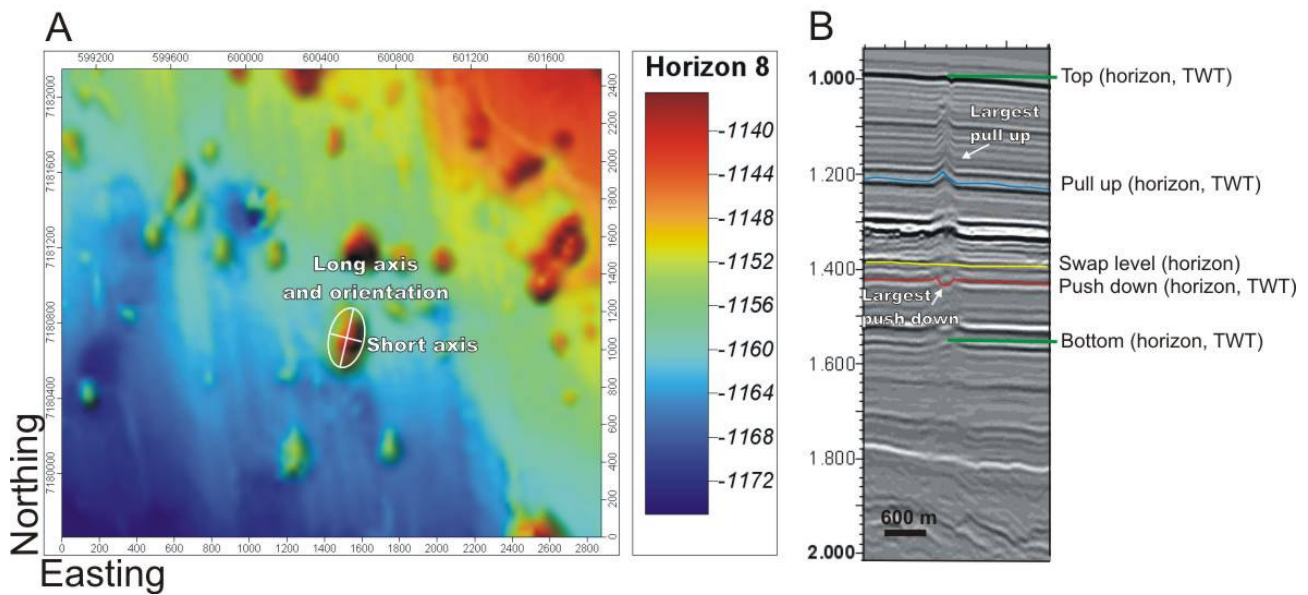 A
599200 599600 600000 600400 600800 601200 601600
7182000
7181600
7181200
7180800
7180400
7180000
2400
2200
2000
1800
1600
1400
1200
1000
800
600
400
200
0
0 200 400 600 800 1000 1200 1400 1600 1800 2000 2200 2400 2600 2800
Northing
Easting
Long axis
and orientation
Short axis
Horizon 8
-1140
-1144
-1148
-1152
-1156
-1160
-1164
-1168
-1172
B
1.000
1.200
1.400
1.600
1.800
2.000
Largest
pull up
Largest
push down
600 m
Top (horizon, TWT)
Pull up (horizon, TWT)
Swap level (horizon)
Push down (horizon, TWT)
Bottom (horizon, TWT)